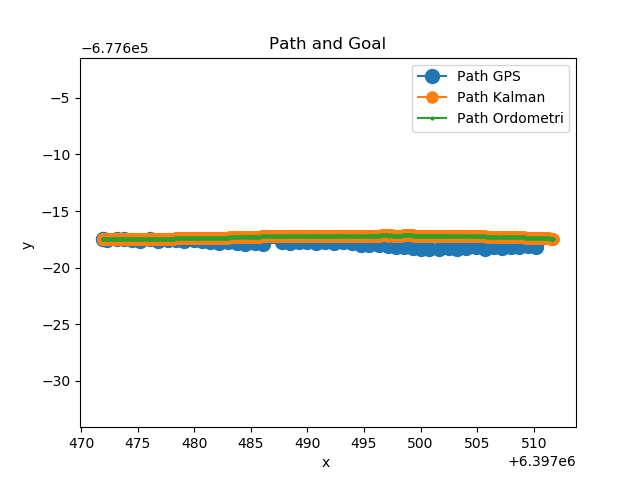 Path and Goal
−6.776e5
Path GPS
Path Kalman
Path Ordometri
−5
−10
−15
−20
−25
−30
y
470 475 480 485 490 495 500 505 510
x
+6.397e6